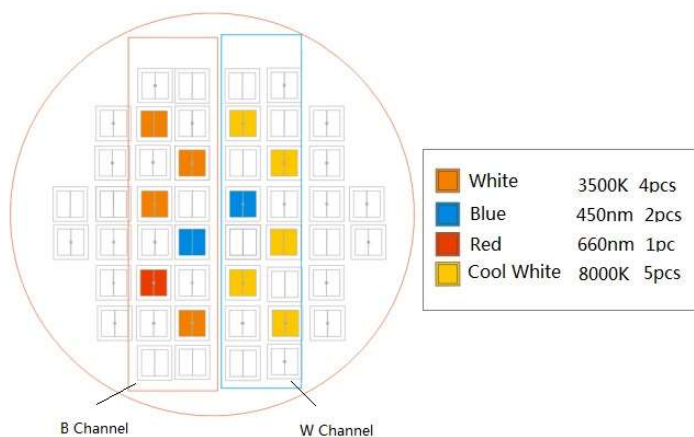 White 3500K 4pcs
Blue 450nm 2pcs
Red 660nm 1pc
Cool White 8000K 5pcs
B Channel
W Channel